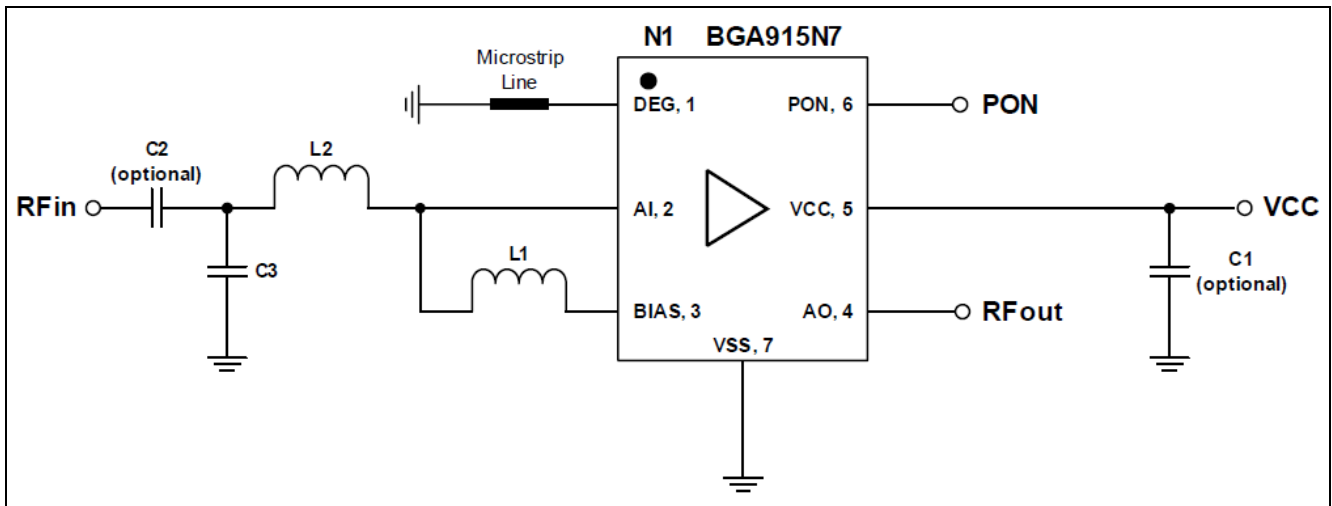 N1 BGA915N7
Microstrip
Line
DEG, 1
PON, 6
PON
C2
(optional)
L2
RFin
AI, 2
VCC, 5
VCC
C3
L1
C1
(optional)
BIAS, 3
AO, 4
RFout
VSS, 7